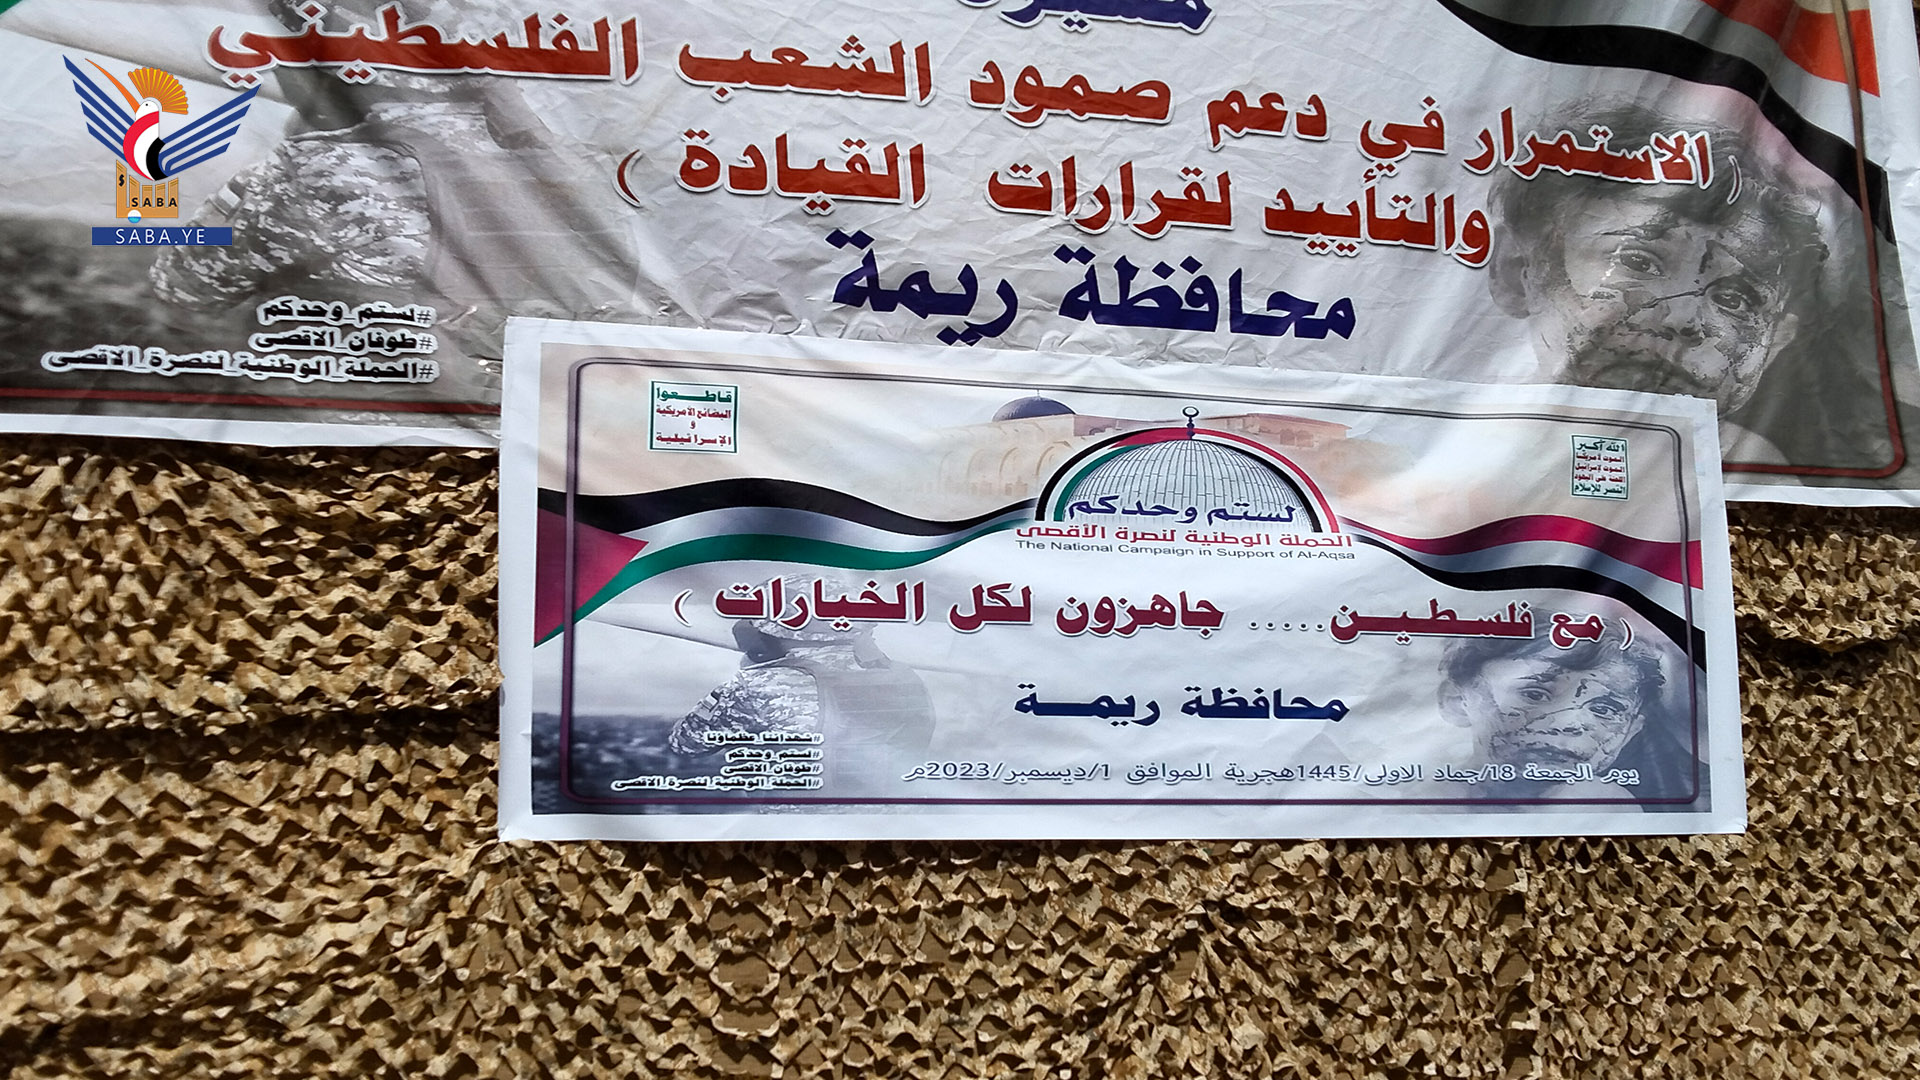 SABA
SABA.YE
( الاستمرار في دعم صمود الشعب الفلسطيني
والتأييد لقرارات القيادة )
محافظة ريمة
#لستم_وحدكم
#طوفان_الاقصى
#الحملة_الوطنية_لنصرة_الاقصى
قاطعوا
البضائع الأمريكية
و
الإسرائيلية
الله أكبر
الموت لأمريكا
الموت لإسرائيل
اللعنة على اليهود
النصر للإسلام
لستم وحدكم
الحملة الوطنية لنصرة الأقصى
The National Campaign in Support of Al-Aqsa
( مع فلسطين ..... جاهزون لكل الخيارات )
محافظة ريمة
#شهدائنا_عظماؤنا
#لستم_وحدكم
#طوفان_الاقصى
#الحملة_الوطنية_لنصرة_الاقصى
يوم الجمعة 18/جماد الاولى/1445هجرية الموافق 1/ديسمبر/2023م